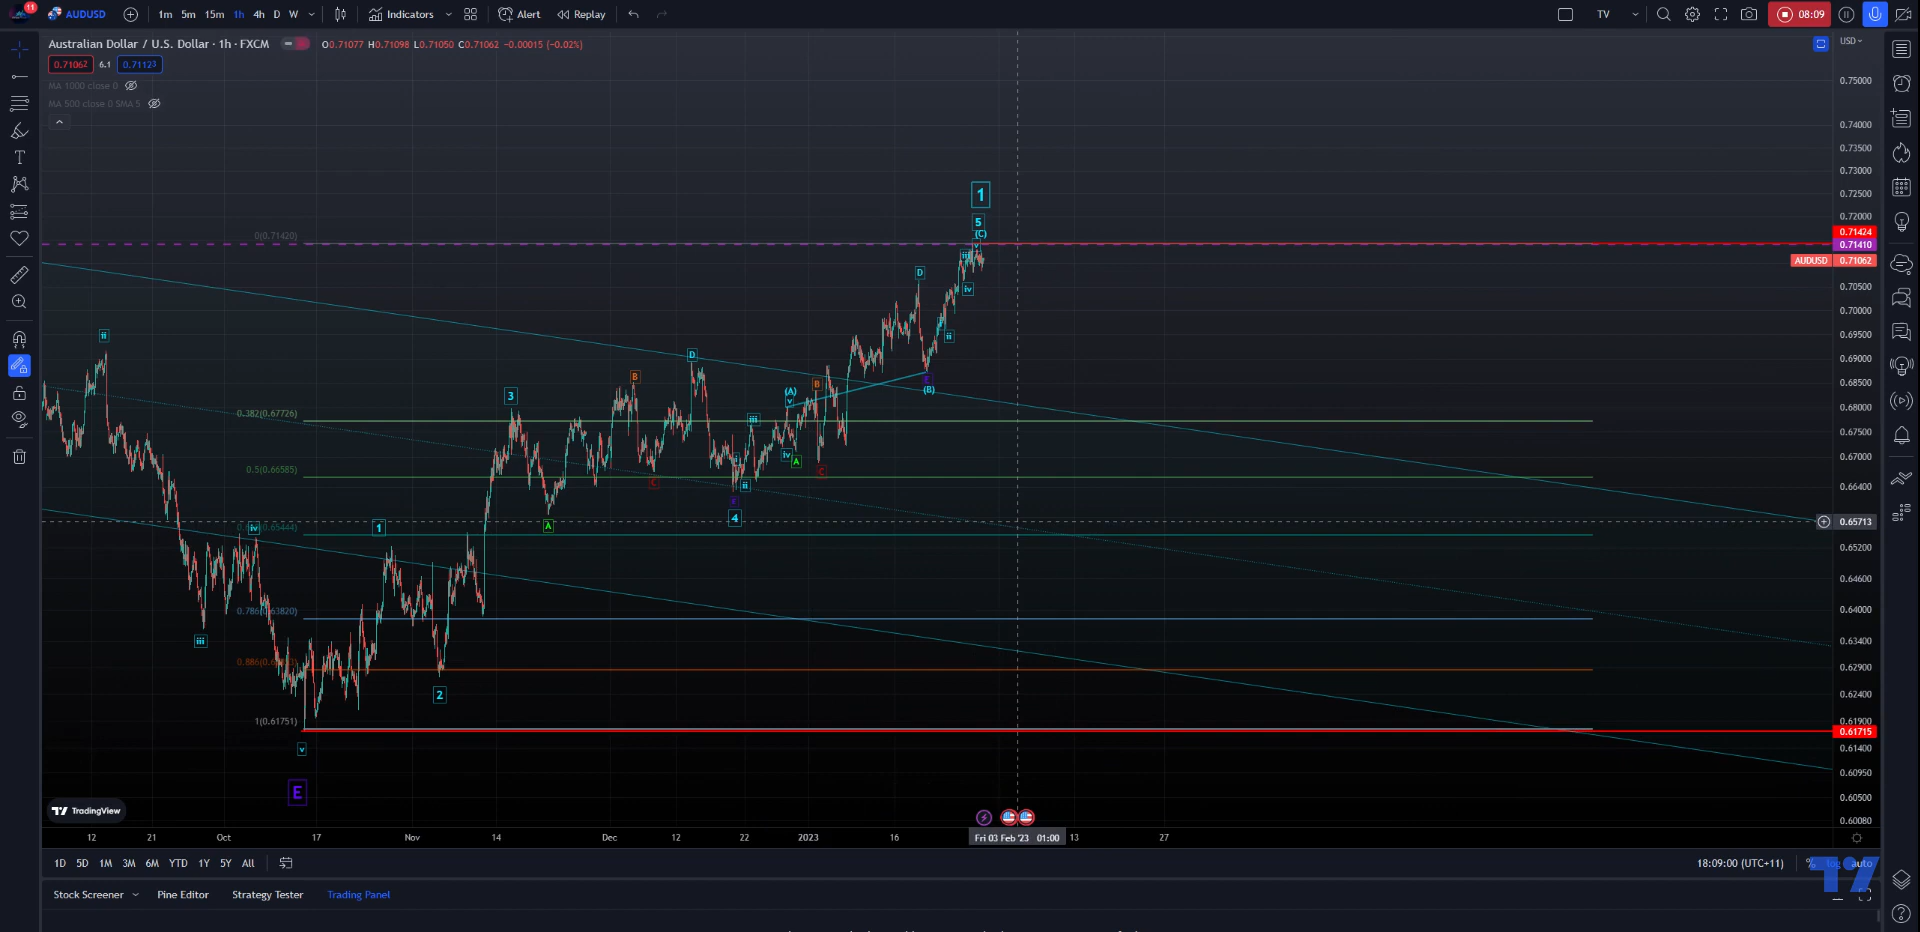 11 AUDUSD 1m 5m 15m 1h 4h D W Indicators Alert Replay TV 08:09
Australian Dollar / U.S. Dollar · 1h · FXCM O0.71077 H0.71098 L0.71050 C0.71062 −0.00015 (−0.02%) USD
0.71062 6.1 0.71123
MA 1000 close 0
MA 500 close 0 SMA 5
0.75000
0.74000
0.73500
0.73000
0.72500
0.72000
0.71424
0.71410
AUDUSD 0.71062
0.70500
0.70000
0.69500
0.69000
0.68500
0.68000
0.67500
0.67000
0.66400
0.65713
0.65200
0.64600
0.64000
0.63400
0.62900
0.62400
0.61900
0.61715
0.61400
0.60950
0.60500
0.60080
1
5
(C)
v
0(0.71420)
iii
D
iv
ii
ii
D
B
B
(A)
v
(B)
3
0.382(0.67726)
iii
iv
A
0.5(0.66585)
C
C
ii
4
1
iv
A
0.786(0.63820)
iii
2
1(0.61751)
v
E
TradingView
12 21 Oct 17 Nov 14 Dec 12 22 2023 16 Fri 03 Feb '23 01:00 13 27
1D 5D 1M 3M 6M YTD 1Y 5Y All 18:09:00 (UTC+11) % log auto
Stock Screener Pine Editor Strategy Tester Trading Panel